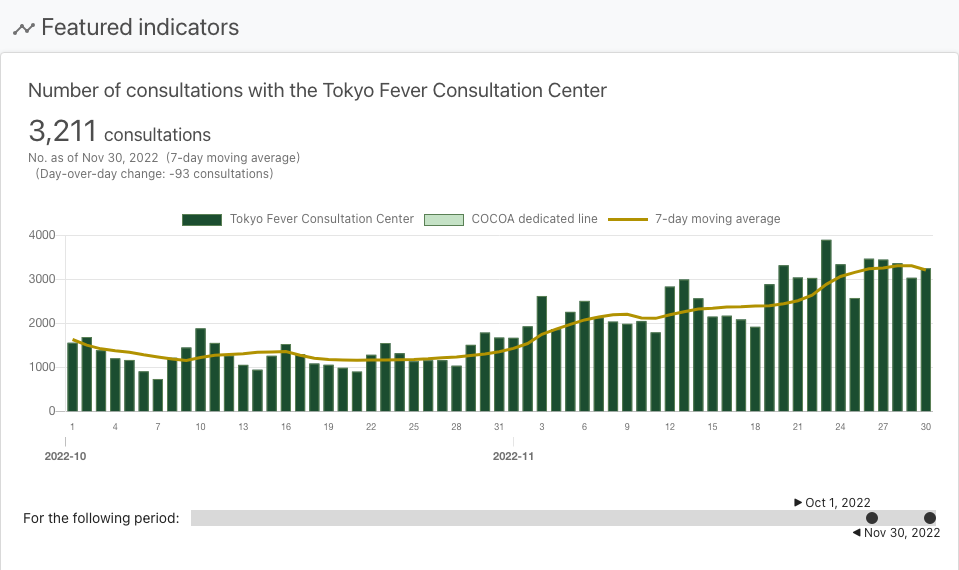 Featured indicators
Number of consultations with the Tokyo Fever Consultation Center
3,211 consultations
No. as of Nov 30, 2022 (7-day moving average)
(Day-over-day change: -93 consultations)
Tokyo Fever Consultation Center COCOA dedicated line 7-day moving average
4000
3000
2000
1000
0
1 4 7 10 13 16 19 22 25 28 31 3 6 9 12 15 18 21 24 27 30
2022-10 2022-11
▶ Oct 1, 2022
For the following period:
◀ Nov 30, 2022